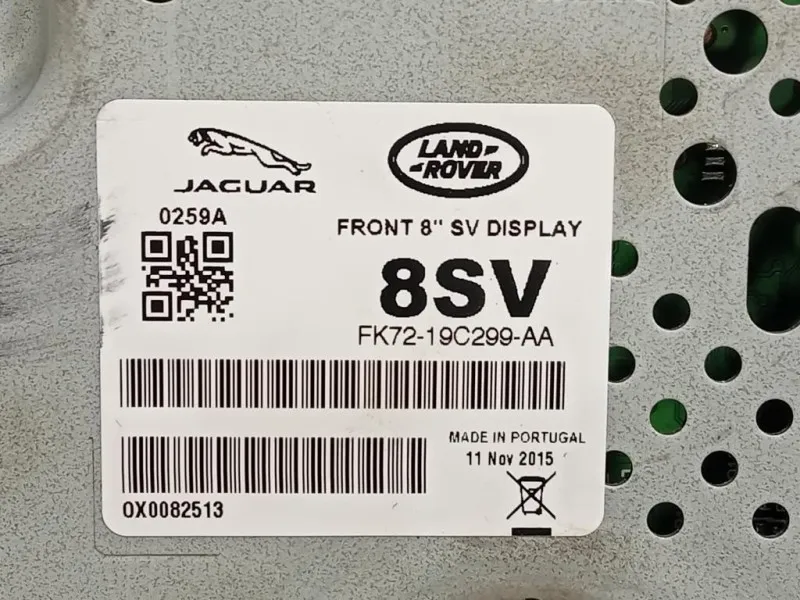 JAGUAR
LAND
ROVER
0259A
FRONT 8" SV DISPLAY
8SV
FK72-19C299-AA
MADE IN PORTUGAL
11 Nov 2015
0X0082513